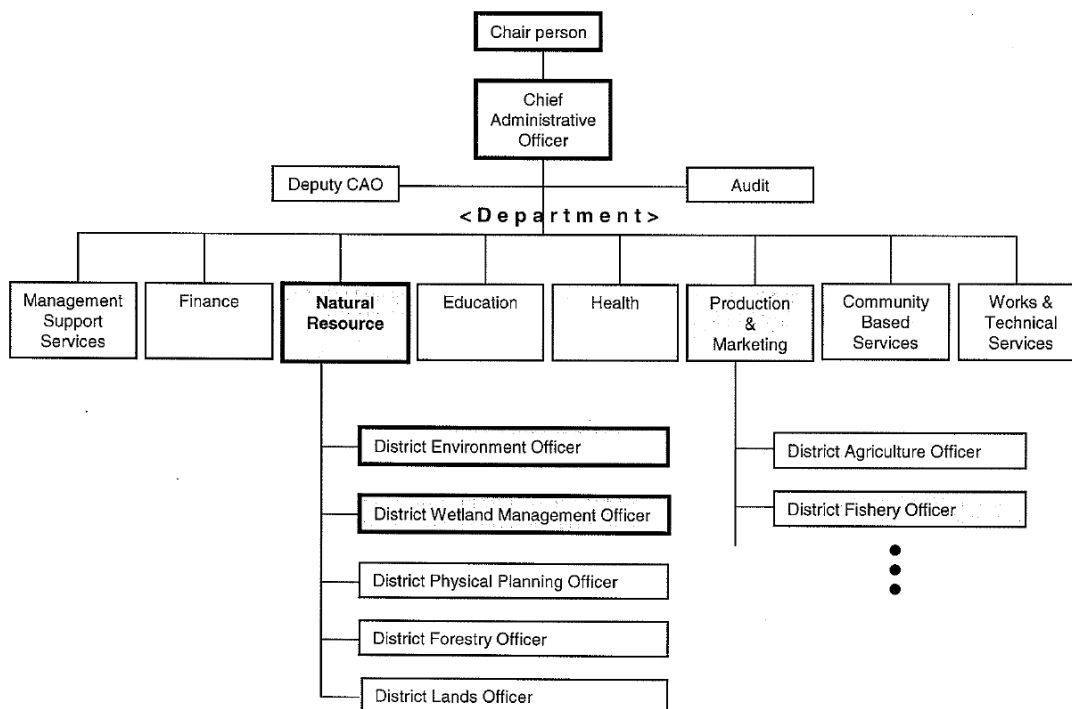 Chair person
Chief
Administrative
Officer
Deputy CAO
Audit
<Department>
Management
Support
Services
Finance
Natural
Resource
Education
Health
Production
&
Marketing
Community
Based
Services
Works &
Technical
Services
District Environment Officer
District Wetland Management Officer
District Physical Planning Officer
District Forestry Officer
District Lands Officer
District Agriculture Officer
District Fishery Officer